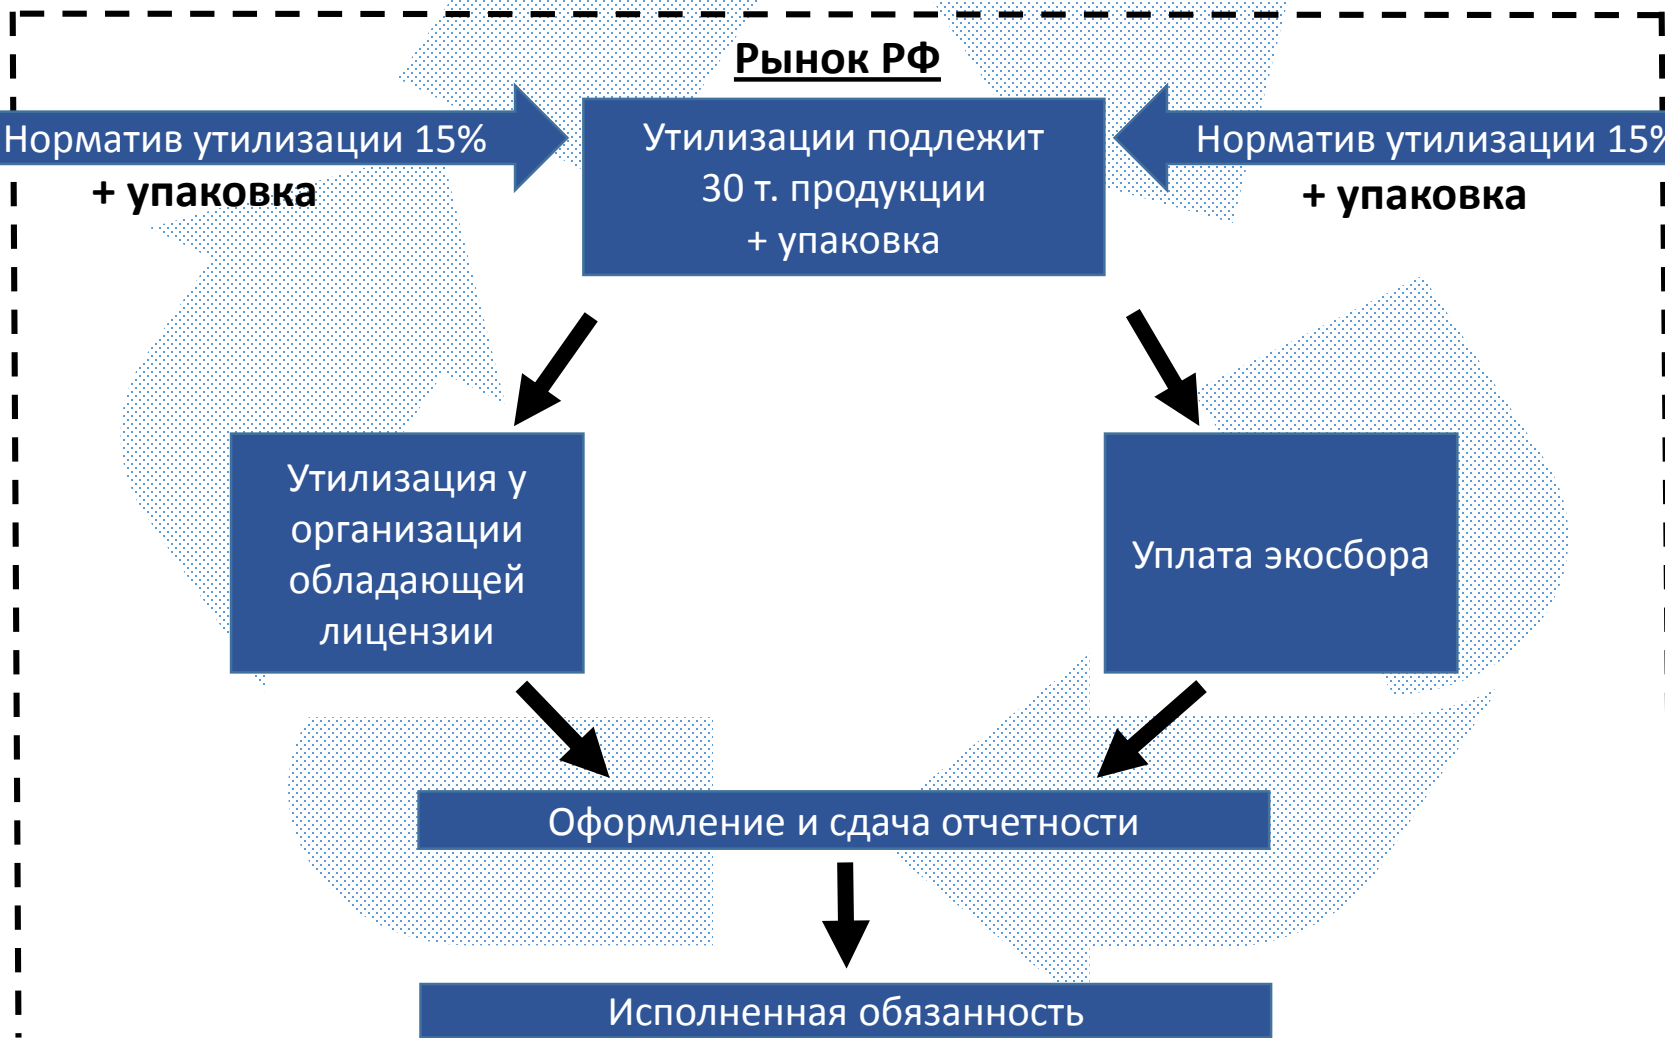 Рынок РФ
Норматив утилизации 15%
+ упаковка
Утилизации подлежит
30 т. продукции
+ упаковка
Норматив утилизации 15%
+ упаковка
Утилизация у
организации
обладающей
лицензии
Уплата экосбора
Оформление и сдача отчетности
Исполненная обязанность